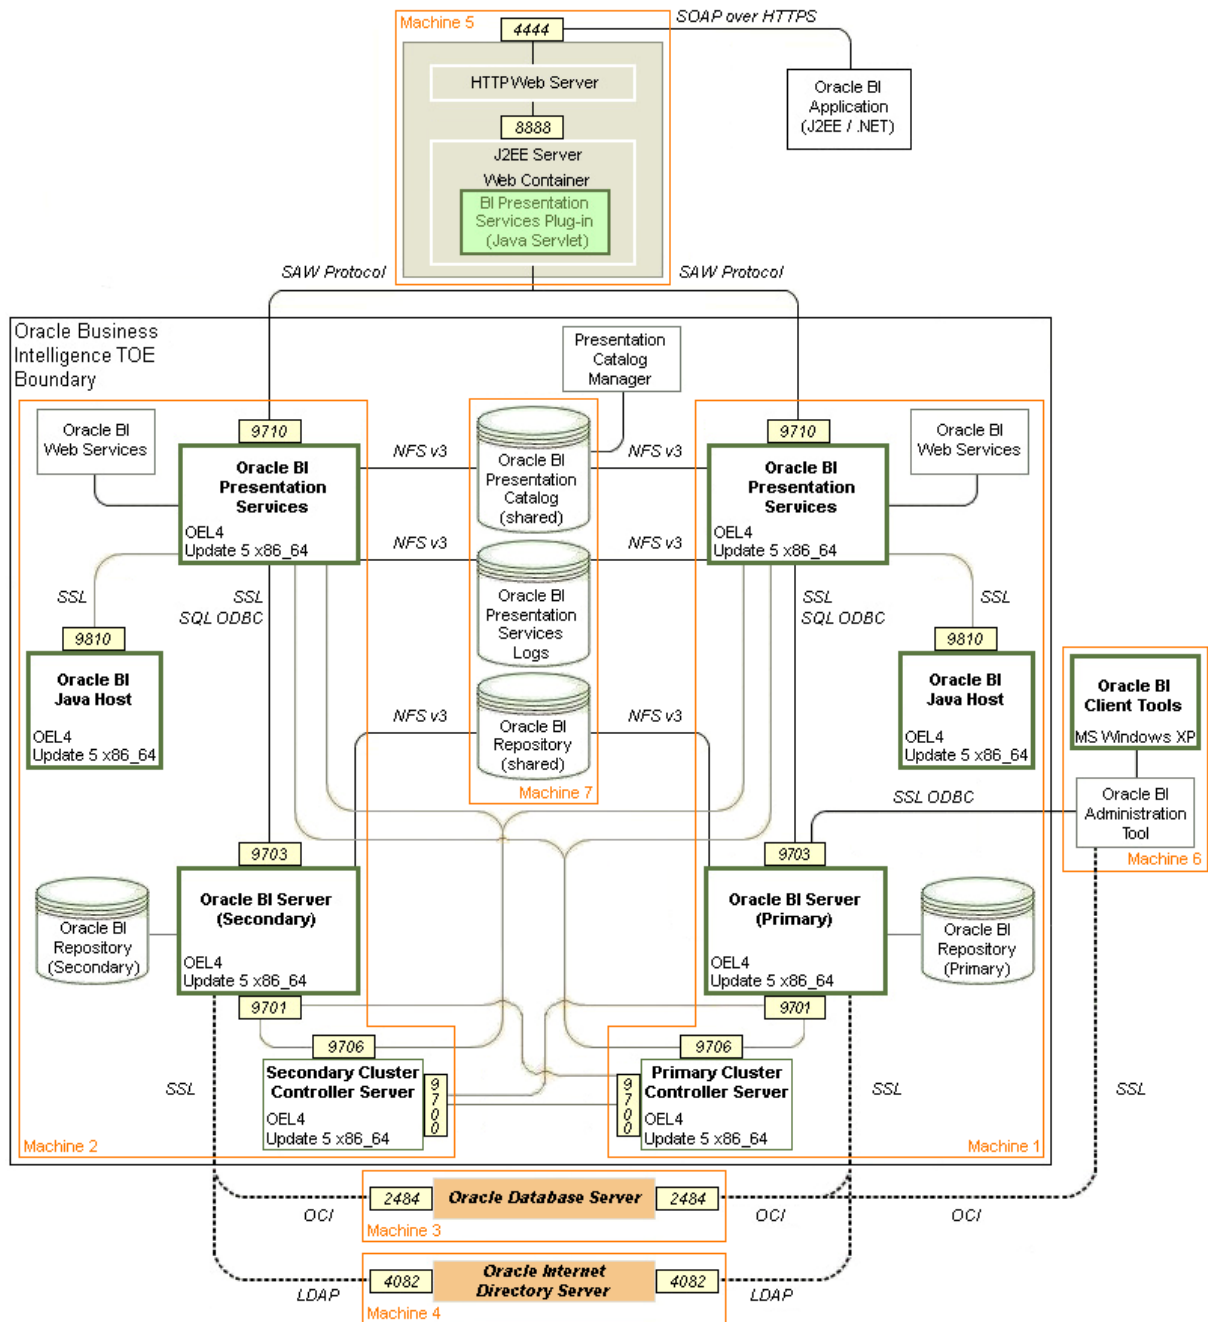 Machine 5
4444
SOAP over HTTPS
HTTPWeb Server
Oracle BI
Application
(J2EE / .NET)
8888
J2EE Server
Web Container
BI Presentation
Services Plug-in
(Java Servlet)
SAW Protocol
SAW Protocol
Oracle Business
Intelligence TOE
Boundary
Presentation
Catalog
Manager
Oracle BI
Web Services
9710
Oracle BI
Presentation
Services
OEL4
Update 5 x86_64
NFS v3
Oracle BI
Presentation
Catalog
(shared)
NFS v3
9710
Oracle BI
Presentation
Services
OEL4
Update 5 x86_64
Oracle BI
Web Services
NFS v3
Oracle BI
Presentation
Services
Logs
NFS v3
SSL
SSL
SQL ODBC
SSL
SQL ODBC
SSL
9810
Oracle BI
Java Host
OEL4
Update 5 x86_64
NFS v3
Oracle BI
Repository
(shared)
Machine 7
NFS v3
9810
Oracle BI
Java Host
OEL4
Update 5 x86_64
Oracle BI
Client Tools
MS Windows XP
SSL ODBC
Oracle BI
Administration
Tool
Machine 6
9703
Oracle BI Server
(Secondary)
OEL4
Update 5 x86_64
Oracle BI
Repository
(Secondary)
9703
Oracle BI Server
(Primary)
OEL4
Update 5 x86_64
Oracle BI
Repository
(Primary)
9701
9701
9706
Secondary Cluster
Controller Server
OEL4
Update 5 x86_64
9700
9706
Primary Cluster
Controller Server
OEL4
Update 5 x86_64
9700
SSL
SSL
SSL
Machine 2
Machine 1
2484
Oracle Database Server
2484
OCI
Machine 3
OCI
OCI
4082
Oracle Internet
Directory Server
4082
LDAP
Machine 4
LDAP